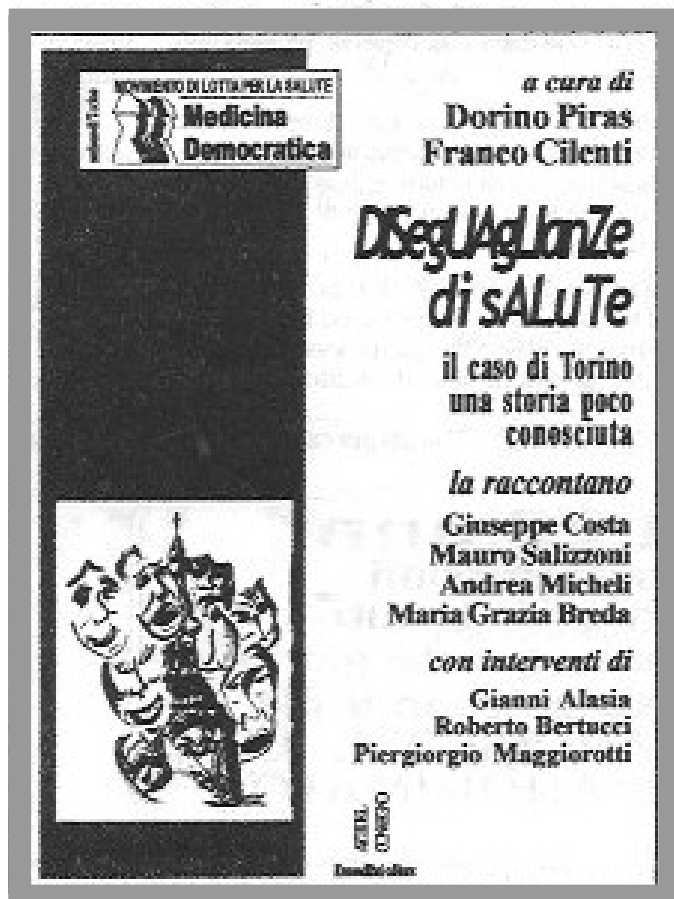 MOVIMENTO DI LOTTA PER LA SALUTE
Medicina
Democratica
a cura di
Dorino Piras
Franco Cilenti
DISegUAgLIanZe
di sALuTe
il caso di Torino
una storia poco
conosciuta
la raccontano
Giuseppe Costa
Mauro Salizzoni
Andrea Micheli
Maria Grazia Breda
con interventi di
Gianni Alasia
Roberto Bertucci
Piergiorgio Maggiorotti